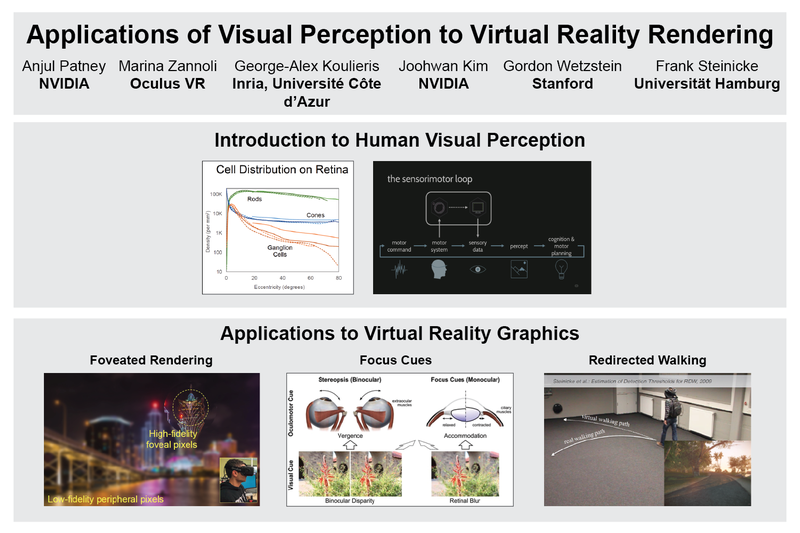 Applications of Visual Perception to Virtual Reality Rendering
Anjul Patney
NVIDIA
Marina Zannoli
Oculus VR
George-Alex Koulieris
Inria, Université Côte
d'Azur
Joohwan Kim
NVIDIA
Gordon Wetzstein
Stanford
Frank Steinicke
Universität Hamburg
Introduction to Human Visual Perception
Cell Distribution on Retina
Density (per mm²)
100K
10K
1K
100
10
Rods
Cones
Ganglion
Cells
0 20 40 60 80
Eccentricity (degrees)
the sensorimotor loop
motor
command
motor
system
sensory
data
percept
cognition &
motor
planning
Applications to Virtual Reality Graphics
Foveated Rendering
High-fidelity
foveal pixels
Low-fidelity peripheral pixels
Focus Cues
Stereopsis (Binocular)
Focus Cues (Monocular)
Oculomotor Cue
extraocular
muscles
ciliary
muscles
relaxed
contracted
Vergence
Accommodation
Visual Cue
Binocular Disparity
Retinal Blur
Redirected Walking
Steinicke et al.: Estimation of Detection Thresholds for RDW, 2009
virtual walking path
real walking path